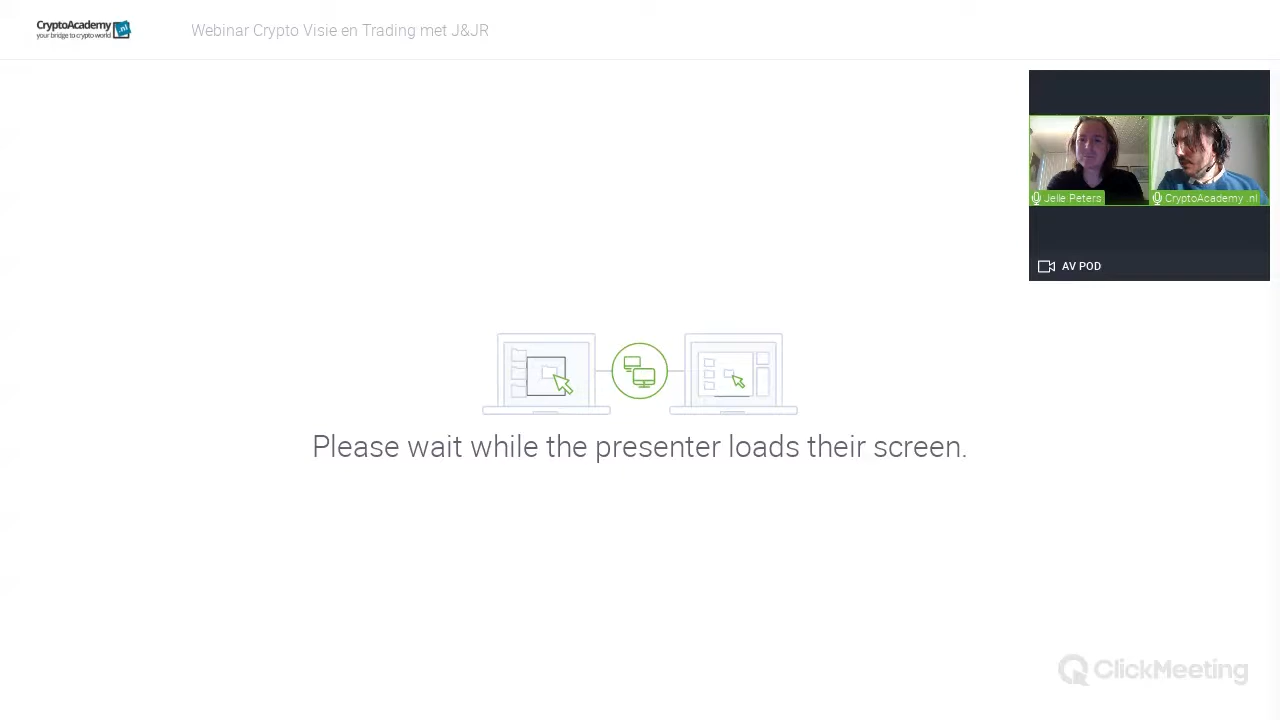 CryptoAcademy .nl
your bridge to crypto world
Webinar Crypto Visie en Trading met J&JR
Jelle Peters
CryptoAcademy .nl
AV POD
Please wait while the presenter loads their screen.
ClickMeeting